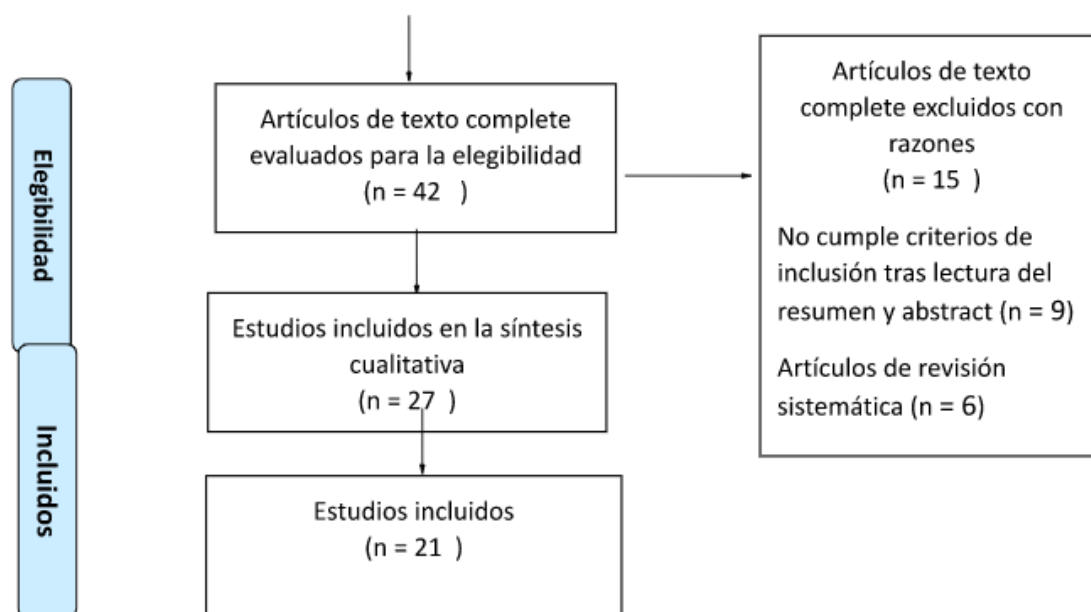 Elegibilidad
Artículos de texto complete
evaluados para la elegibilidad
(n = 42 )
Artículos de texto
complete excluidos con
razones
(n = 15 )
No cumple criterios de
inclusión tras lectura del
resumen y abstract (n = 9)
Artículos de revisión
sistemática (n = 6)
Estudios incluidos en la síntesis
cualitativa
(n = 27 )
Incluidos
Estudios incluidos
(n = 21 )